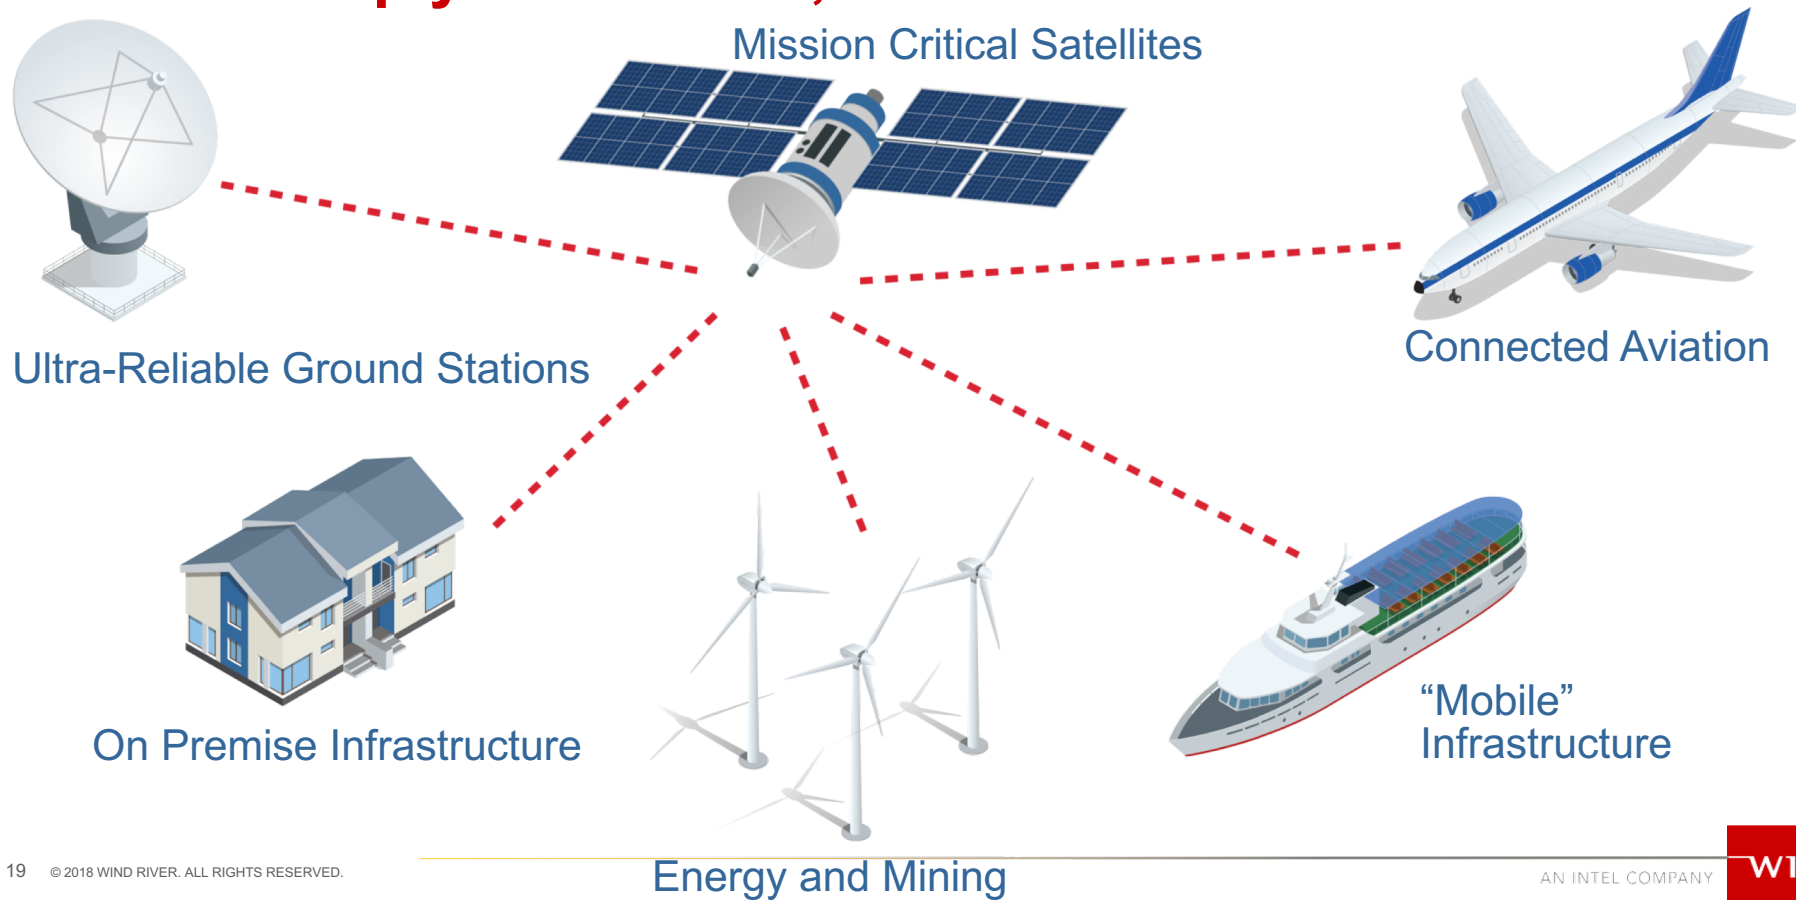 Mission Critical Satellites
Connected Aviation
Ultra-Reliable Ground Stations
On Premise Infrastructure
“Mobile”
Infrastructure
Energy and Mining
19 © 2018 WIND RIVER. ALL RIGHTS RESERVED.
AN INTEL COMPANY